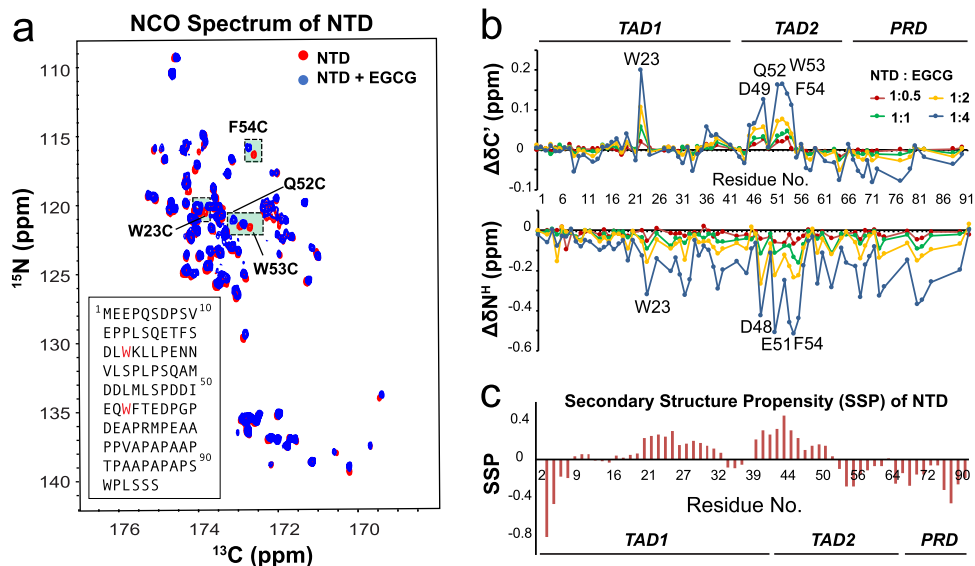 a
NCO Spectrum of NTD
NTD
NTD + EGCG
F54C
Q52C
W23C
W53C
110
115
120
125
130
135
140
¹⁵N (ppm)
176
174
172
170
¹³C (ppm)
¹MEEPQSDPSV¹⁰
EPPLSQETFS
DLWKLLPENN
VLSPLPSQAM
DDLMLSPDDI⁵⁰
EQWFTEDPGP
DEAPRMPEAA
PPVAPAPAAP
TPAAPAPAPS⁹⁰
WPLSSS
b
TAD1
TAD2
PRD
ΔδC' (ppm)
0.2
0.1
0
-0.1
W23
Q52
W53
D49
F54
NTD : EGCG
1:0.5
1:2
1:1
1:4
Residue No.
1 6 11 16 21 26 31 36 41 46 51 56 61 66 71 76 81 86 91
ΔδNᴴ (ppm)
0
-0.2
-0.4
-0.6
W23
D48
E51
F54
c
Secondary Structure Propensity (SSP) of NTD
SSP
0.4
0
-0.4
-0.8
2 9 15 21 27 32 39 44 50 58 64 72 78 90
Residue No.
TAD1
TAD2
PRD